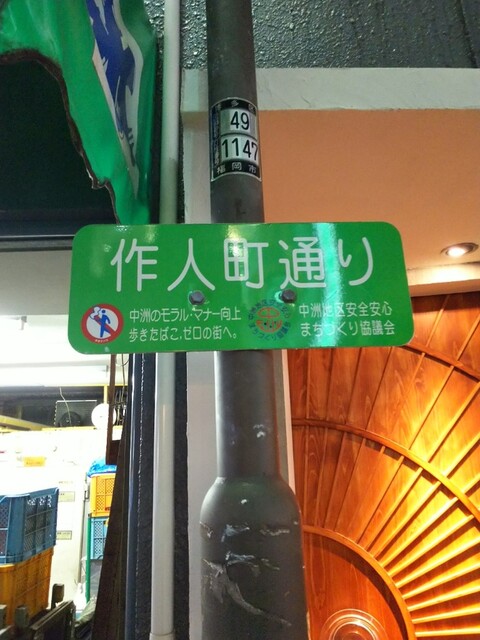 49
1147
福岡市
作人町通り
中洲のモラル・マナー向上
歩きたばこ、ゼロの街へ。
中洲地区安全安心
まちづくり協議会